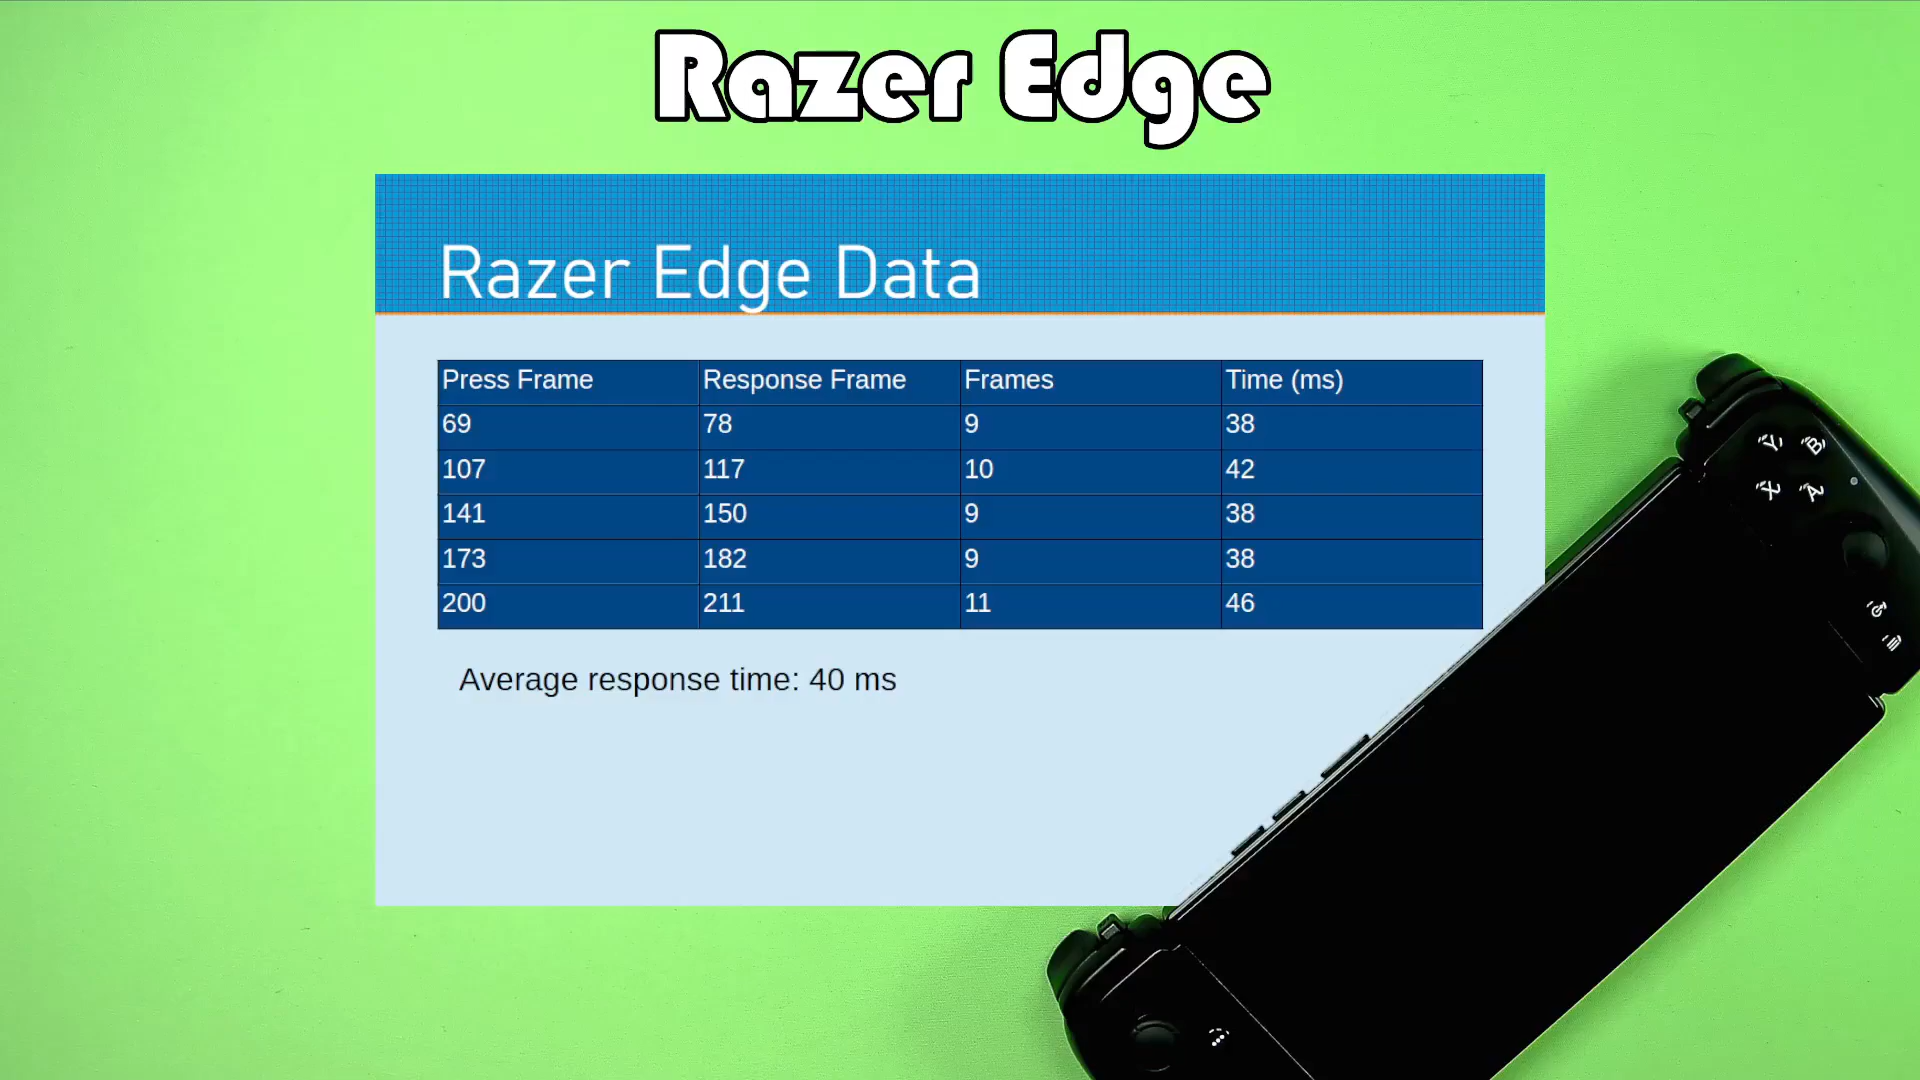 Razer Edge
Razer Edge Data
Press Frame Response Frame Frames Time (ms)
69 78 9 38
107 117 10 42
141 150 9 38
173 182 9 38
200 211 11 46
Average response time: 40 ms
Y B
X A